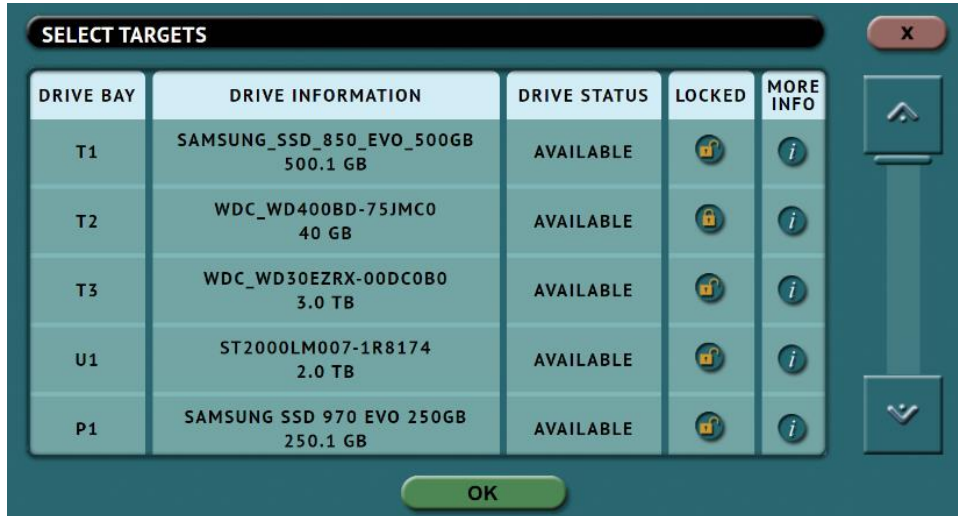 SELECT TARGETS
X
DRIVE BAY DRIVE INFORMATION DRIVE STATUS LOCKED MORE INFO
T1 SAMSUNG_SSD_850_EVO_500GB AVAILABLE i
500.1 GB
T2 WDC_WD400BD-75JMC0 AVAILABLE i
40 GB
T3 WDC_WD30EZRX-00DC0B0 AVAILABLE i
3.0 TB
U1 ST2000LM007-1R8174 AVAILABLE i
2.0 TB
P1 SAMSUNG SSD 970 EVO 250GB AVAILABLE i
250.1 GB
OK